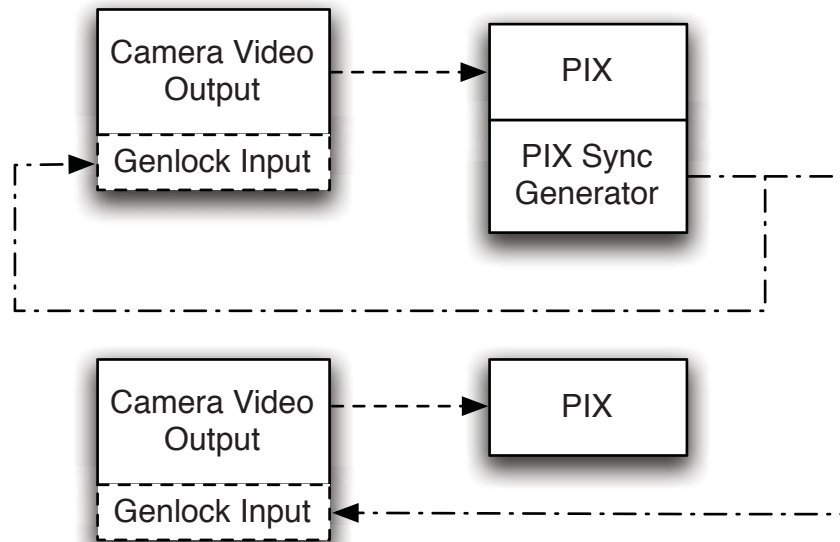 Camera Video
Output
Genlock Input
PIX
PIX Sync
Generator
Camera Video
Output
Genlock Input
PIX